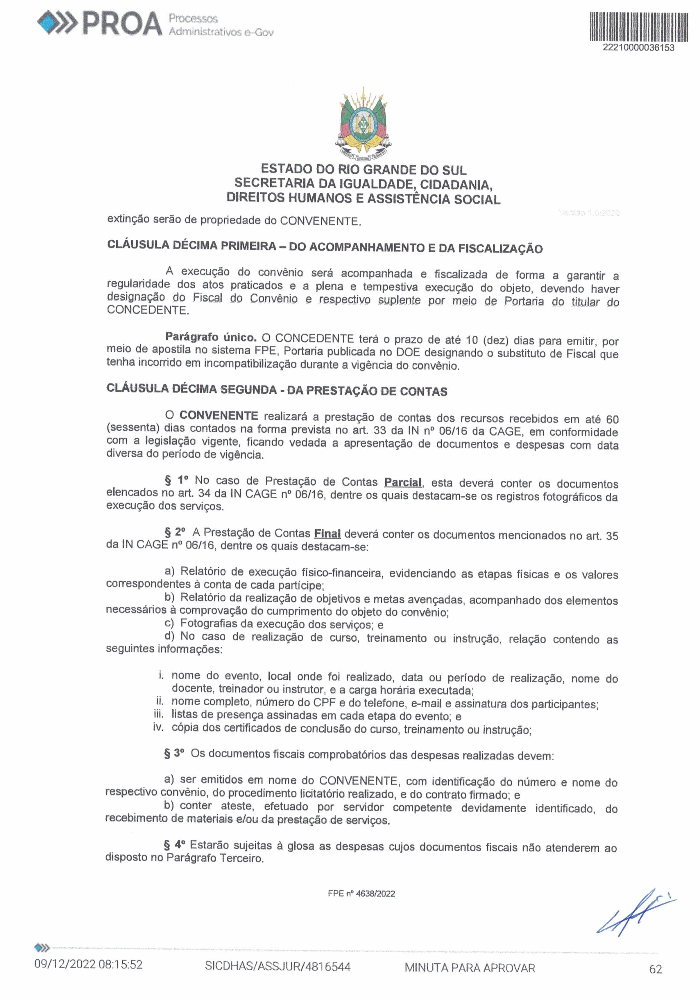 PROA Processos
Administrativos e-Gov
22210000036153
ESTADO DO RIO GRANDE DO SUL
SECRETARIA DA IGUALDADE, CIDADANIA,
DIREITOS HUMANOS E ASSISTÊNCIA SOCIAL
Versão 1.0/2020
extinção serão de propriedade do CONVENENTE.
CLÁUSULA DÉCIMA PRIMEIRA – DO ACOMPANHAMENTO E DA FISCALIZAÇÃO
A execução do convênio será acompanhada e fiscalizada de forma a garantir a
regularidade dos atos praticados e a plena e tempestiva execução do objeto, devendo haver
designação do Fiscal do Convênio e respectivo suplente por meio de Portaria do titular do
CONCEDENTE.
Parágrafo único. O CONCEDENTE terá o prazo de até 10 (dez) dias para emitir, por
meio de apostila no sistema FPE, Portaria publicada no DOE designando o substituto de Fiscal que
tenha incorrido em incompatibilização durante a vigência do convênio.
CLÁUSULA DÉCIMA SEGUNDA - DA PRESTAÇÃO DE CONTAS
O CONVENENTE realizará a prestação de contas dos recursos recebidos em até 60
(sessenta) dias contados na forma prevista no art. 33 da IN nº 06/16 da CAGE, em conformidade
com a legislação vigente, ficando vedada a apresentação de documentos e despesas com data
diversa do período de vigência.
§ 1º No caso de Prestação de Contas Parcial, esta deverá conter os documentos
elencados no art. 34 da IN CAGE nº 06/16, dentre os quais destacam-se os registros fotográficos da
execução dos serviços.
§ 2º A Prestação de Contas Final deverá conter os documentos mencionados no art. 35
da IN CAGE nº 06/16, dentre os quais destacam-se:
a) Relatório de execução físico-financeira, evidenciando as etapas físicas e os valores
correspondentes à conta de cada partícipe;
b) Relatório da realização de objetivos e metas avençadas, acompanhado dos elementos
necessários à comprovação do cumprimento do objeto do convênio;
c) Fotografias da execução dos serviços; e
d) No caso de realização de curso, treinamento ou instrução, relação contendo as
seguintes informações:
i. nome do evento, local onde foi realizado, data ou período de realização, nome do
docente, treinador ou instrutor, e a carga horária executada;
ii. nome completo, número do CPF e do telefone, e-mail e assinatura dos participantes;
iii. listas de presença assinadas em cada etapa do evento; e
iv. cópia dos certificados de conclusão do curso, treinamento ou instrução;
§ 3º Os documentos fiscais comprobatórios das despesas realizadas devem:
a) ser emitidos em nome do CONVENENTE, com identificação do número e nome do
respectivo convênio, do procedimento licitatório realizado, e do contrato firmado; e
b) conter ateste, efetuado por servidor competente devidamente identificado, do
recebimento de materiais e/ou da prestação de serviços.
§ 4º Estarão sujeitas à glosa as despesas cujos documentos fiscais não atenderem ao
disposto no Parágrafo Terceiro.
FPE nº 4638/2022
09/12/2022 08:15:52 SICDHAS/ASSJUR/4816544 MINUTA PARA APROVAR 62